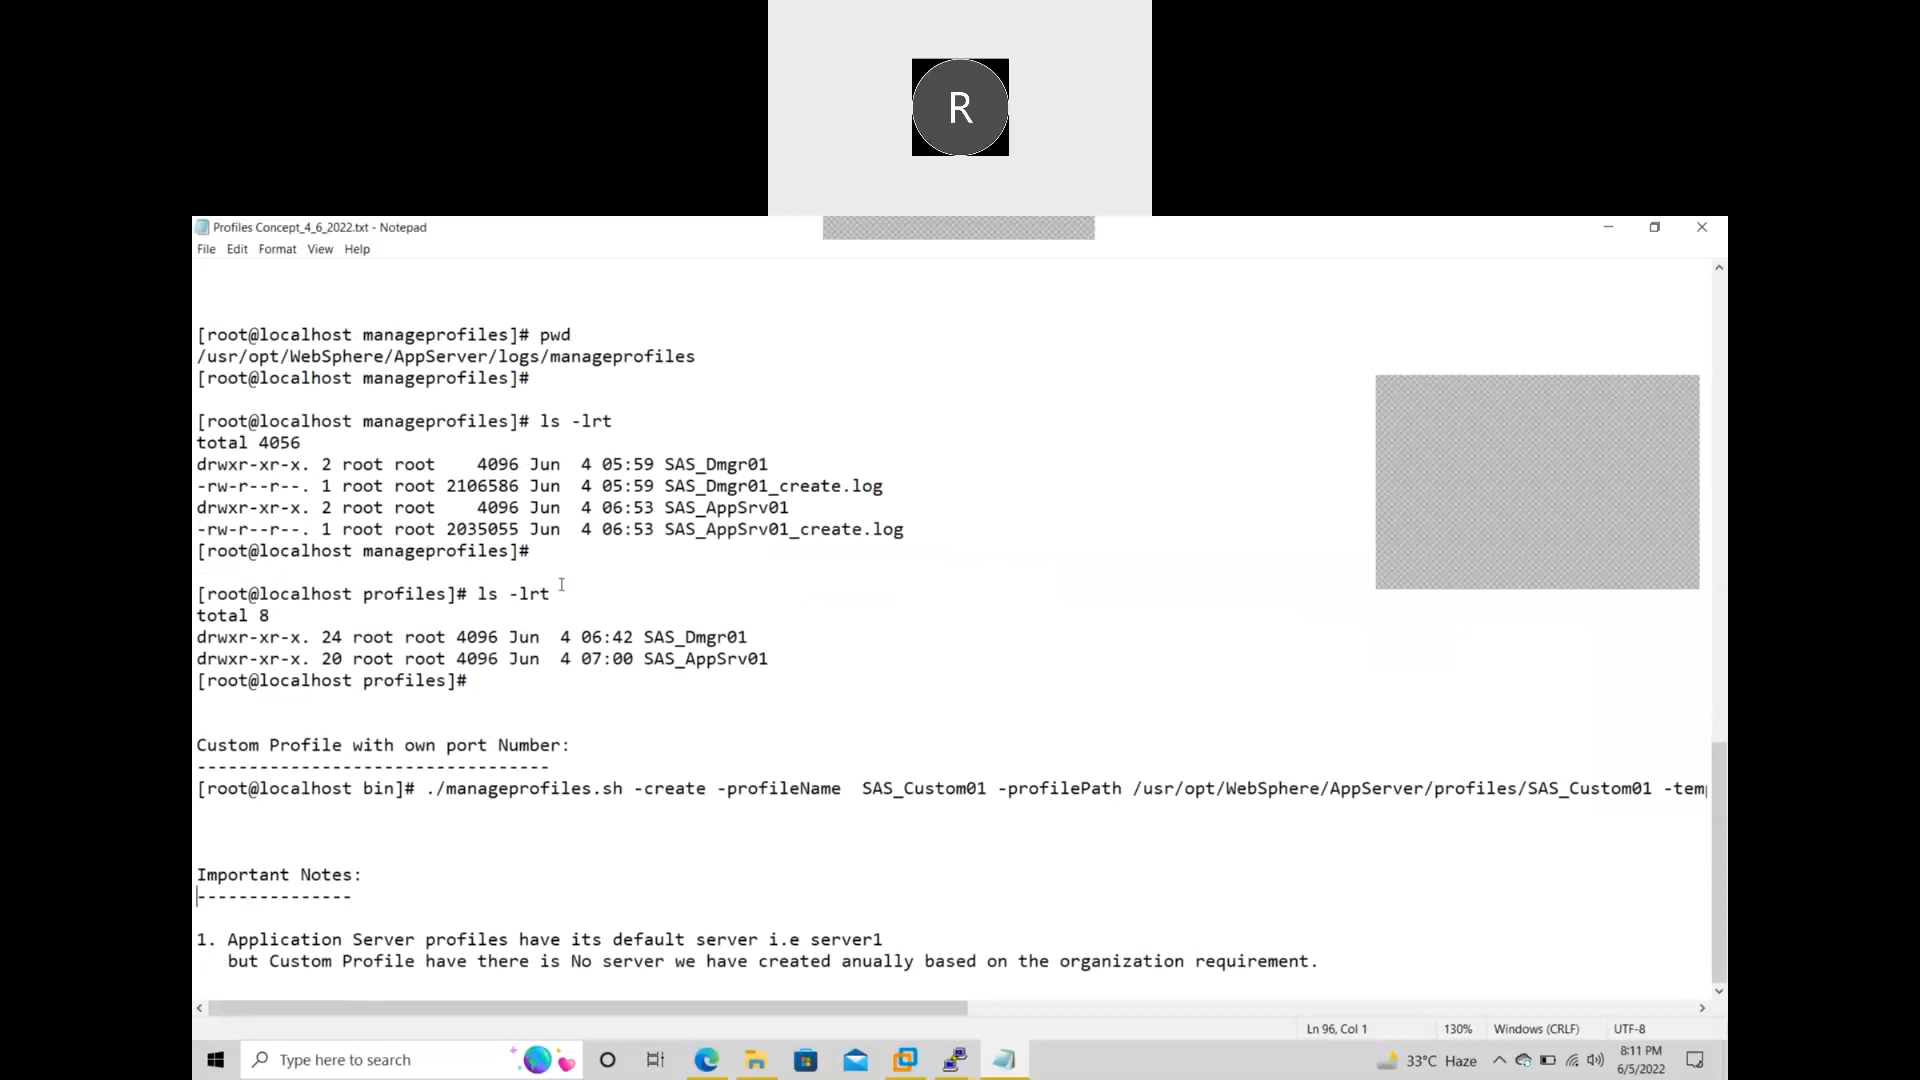 R
Profiles Concept_4_6_2022.txt - Notepad
File Edit Format View Help
[root@localhost manageprofiles]# pwd
/usr/opt/WebSphere/AppServer/logs/manageprofiles
[root@localhost manageprofiles]#
[root@localhost manageprofiles]# ls -lrt
total 4056
drwxr-xr-x. 2 root root    4096 Jun  4 05:59 SAS_Dmgr01
-rw-r--r--. 1 root root 2106586 Jun  4 05:59 SAS_Dmgr01_create.log
drwxr-xr-x. 2 root root    4096 Jun  4 06:53 SAS_AppSrv01
-rw-r--r--. 1 root root 2035055 Jun  4 06:53 SAS_AppSrv01_create.log
[root@localhost manageprofiles]#
[root@localhost profiles]# ls -lrt
total 8
drwxr-xr-x. 24 root root 4096 Jun  4 06:42 SAS_Dmgr01
drwxr-xr-x. 20 root root 4096 Jun  4 07:00 SAS_AppSrv01
[root@localhost profiles]#
Custom Profile with own port Number:
----------------------------------
[root@localhost bin]# ./manageprofiles.sh -create -profileName  SAS_Custom01 -profilePath /usr/opt/WebSphere/AppServer/profiles/SAS_Custom01 -tem
Important Notes:
---------------
1. Application Server profiles have its default server i.e server1
but Custom Profile have there is No server we have created anually based on the organization requirement.
Ln 96, Col 1 130% Windows (CRLF) UTF-8
Type here to search 33°C Haze 8:11 PM
6/5/2022